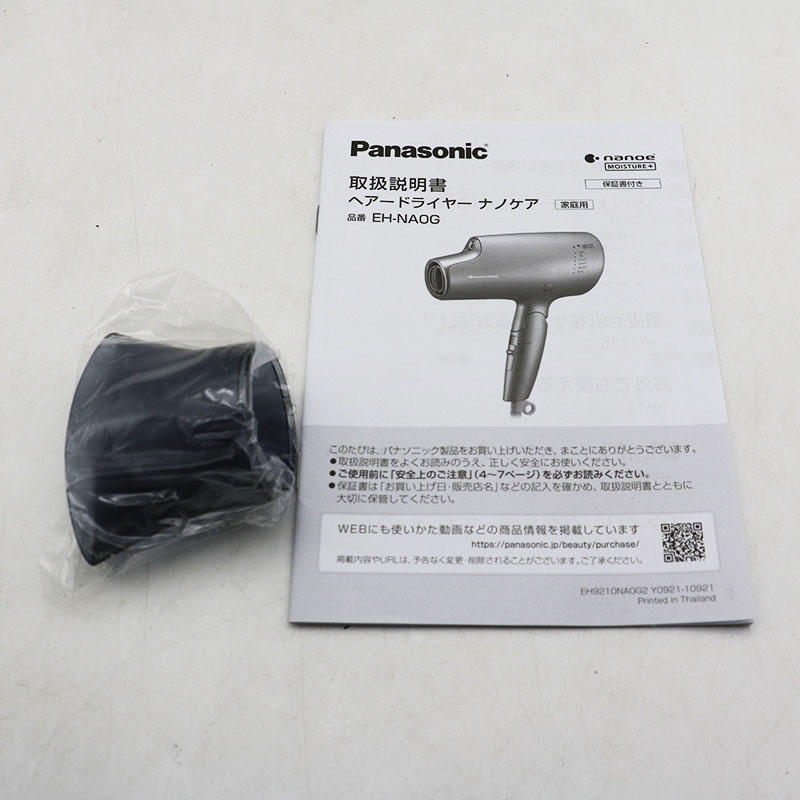 Panasonic
nanoe
MOISTURE+
取扱説明書
保証書付き
ヘアードライヤー ナノケア 家庭用
品番 EH-NA0G
このたびは、パナソニック製品をお買い上げいただき、まことにありがとうございます。
●取扱説明書をよくお読みのうえ、正しく安全にお使いください。
●ご使用前に「安全上のご注意」(4～7ページ)を必ずお読みください。
●保証書は「お買い上げ日・販売店名」などの記入を確かめ、取扱説明書とともに
大切に保管してください。
WEBにも使いかた動画などの商品情報を掲載しています
https://panasonic.jp/beauty/purchase/
掲載内容やURLは、予告なく変更・削除されることがございます。ご了承ください。
EH9210NA0G2 Y0921-10921
Printed in Thailand